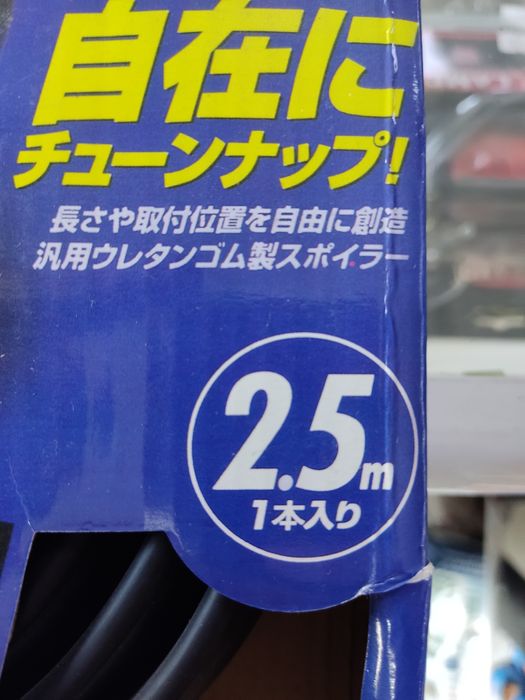 自在に
チューンナップ!
長さや取付位置を自由に創造
汎用ウレタンゴム製スポイラー
2.5m
1本入り